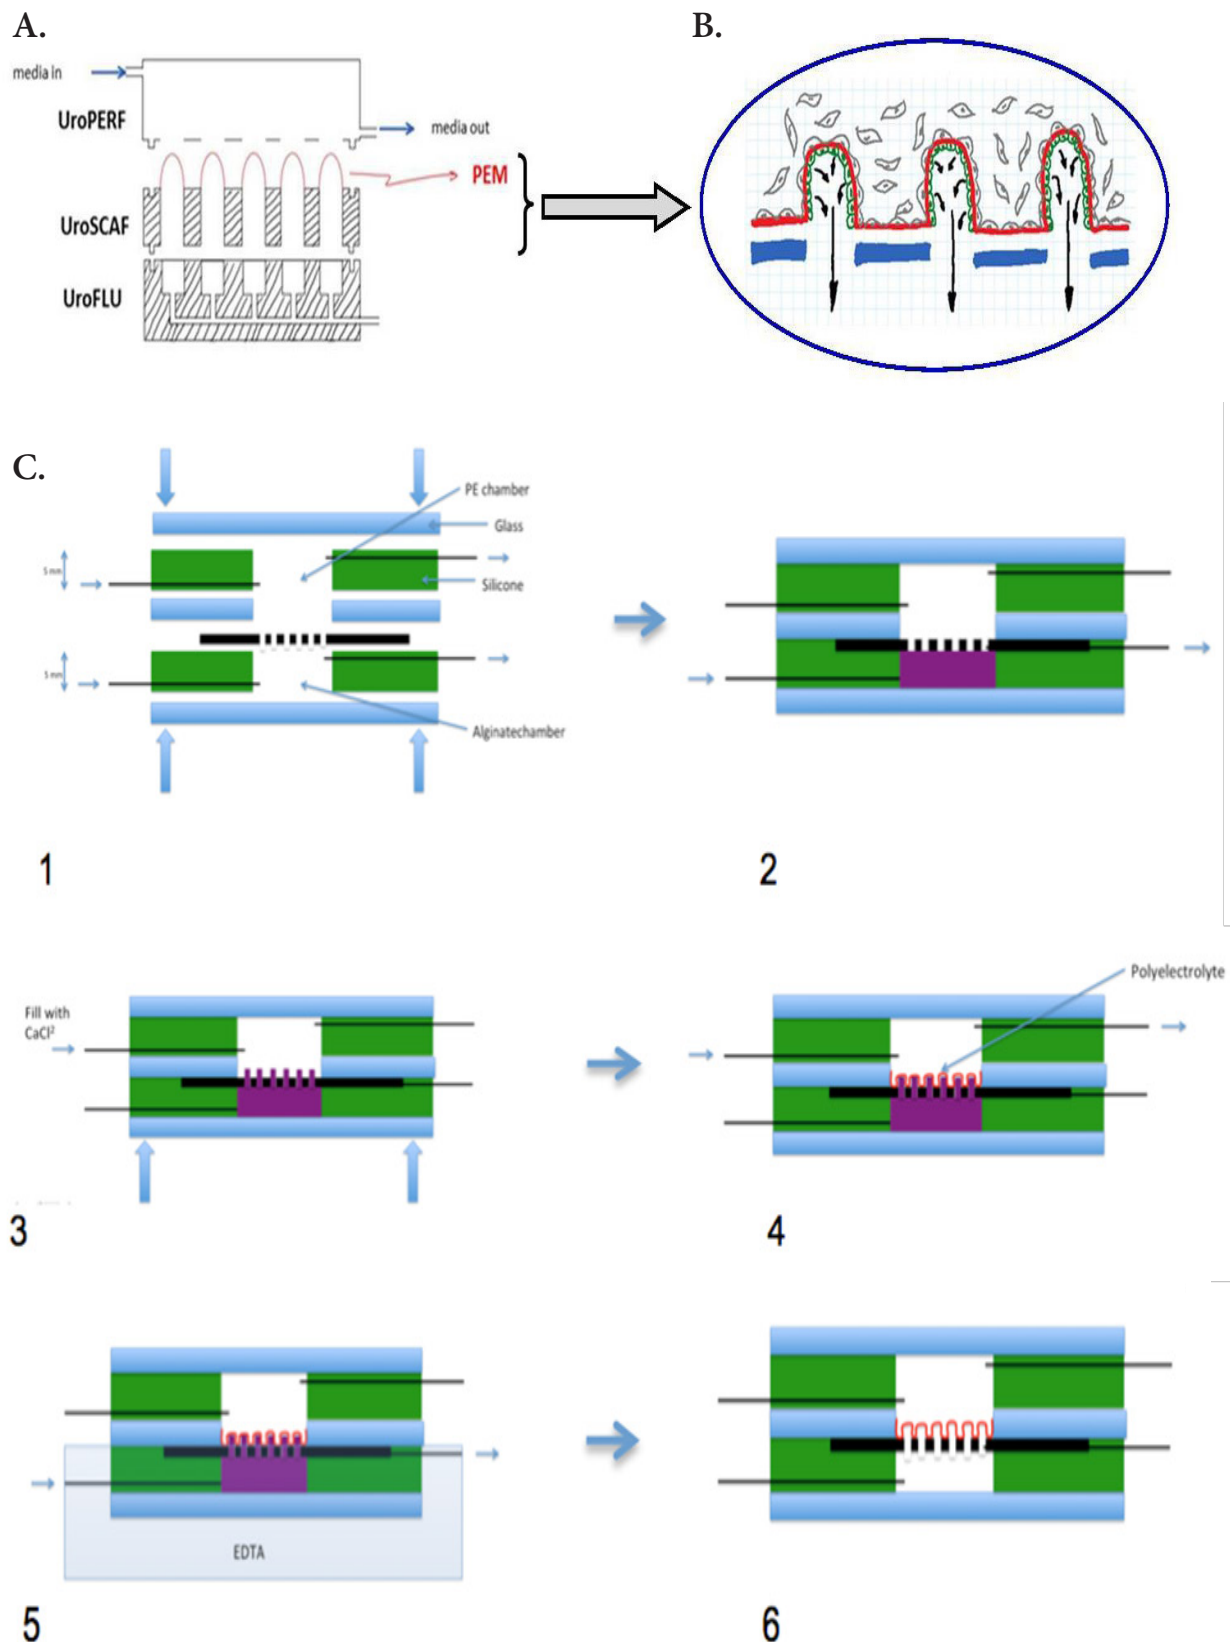 A.
B.
media in
UroPERF
media out
PEM
UroSCAF
UroFLU
C.
PE chamber
Glass
5 mm
Silicone
5 mm
Alginatechamber
1
2
Fill with
CaCl²
Polyelectrolyte
3
4
EDTA
5
6